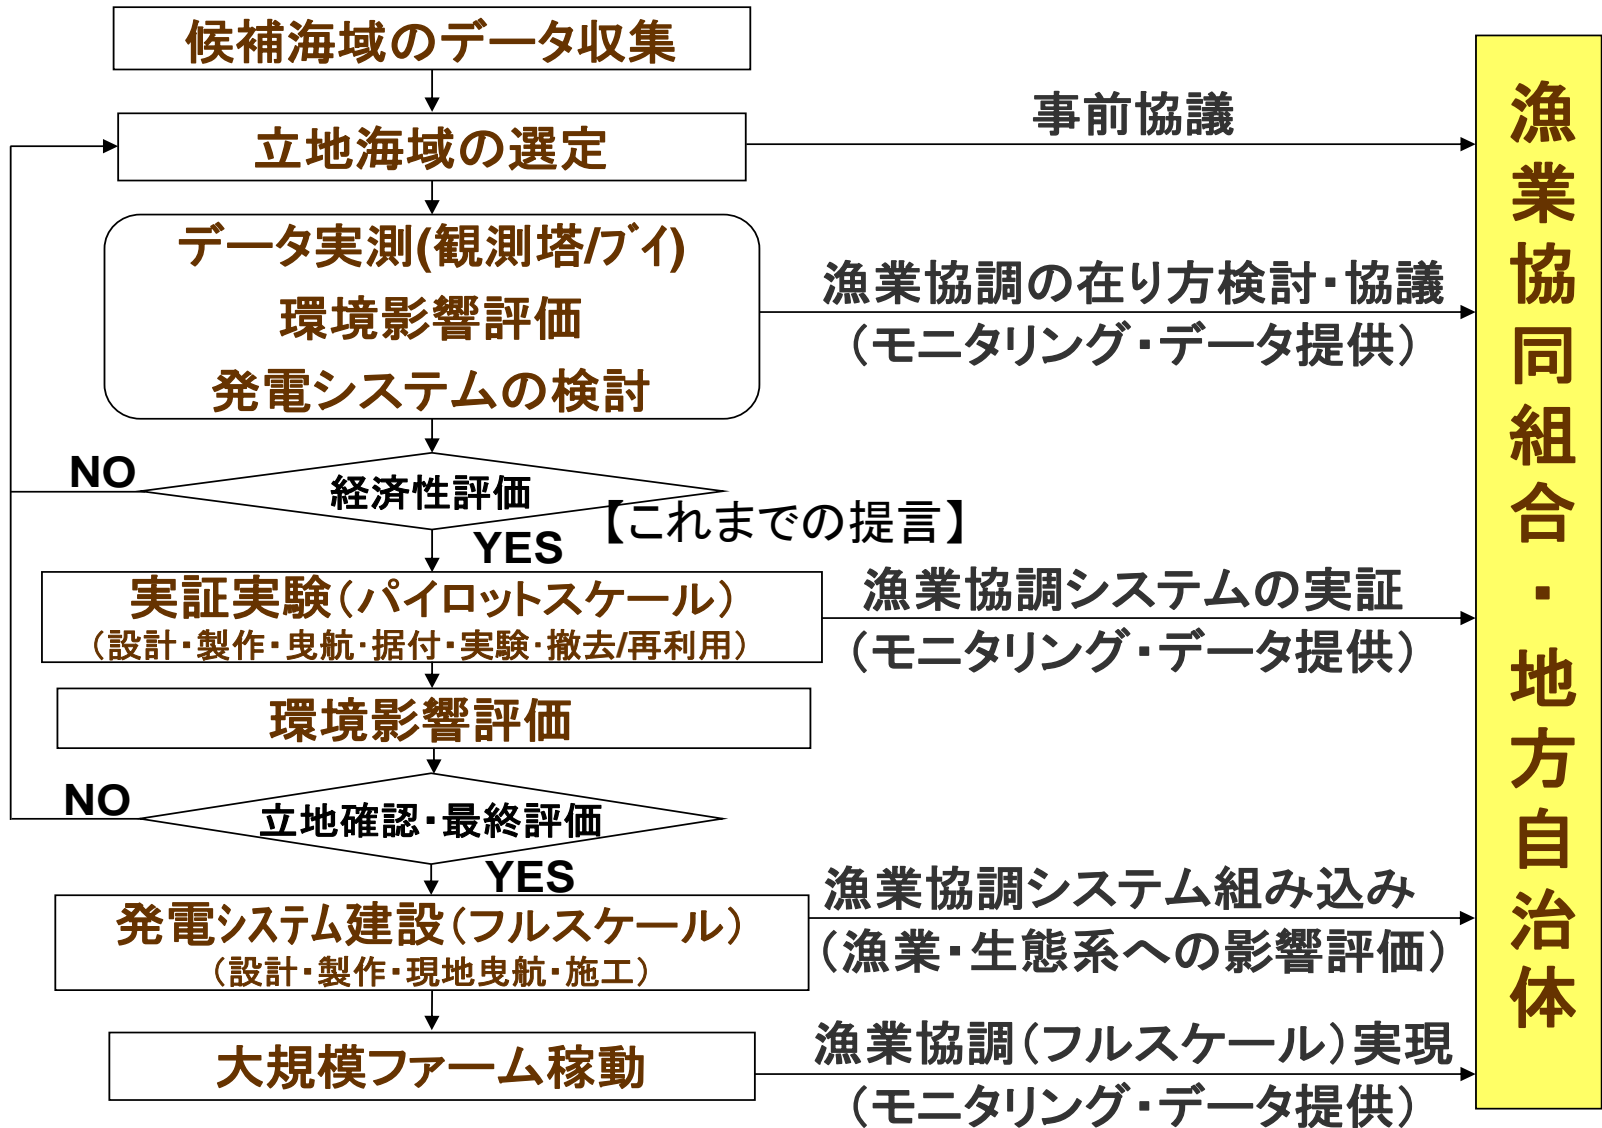 候補海域のデータ収集
立地海域の選定
事前協議
データ実測(観測塔/ブイ)
環境影響評価
発電システムの検討
漁業協調の在り方検討・協議
（モニタリング・データ提供）
NO
経済性評価
【これまでの提言】
YES
実証実験（パイロットスケール）
（設計・製作・曳航・据付・実験・撤去/再利用）
漁業協調システムの実証
（モニタリング・データ提供）
環境影響評価
NO
立地確認・最終評価
YES
発電システム建設（フルスケール）
（設計・製作・現地曳航・施工）
漁業協調システム組み込み
（漁業・生態系への影響評価）
大規模ファーム稼動
漁業協調（フルスケール）実現
（モニタリング・データ提供）
漁業協同組合・地方自治体